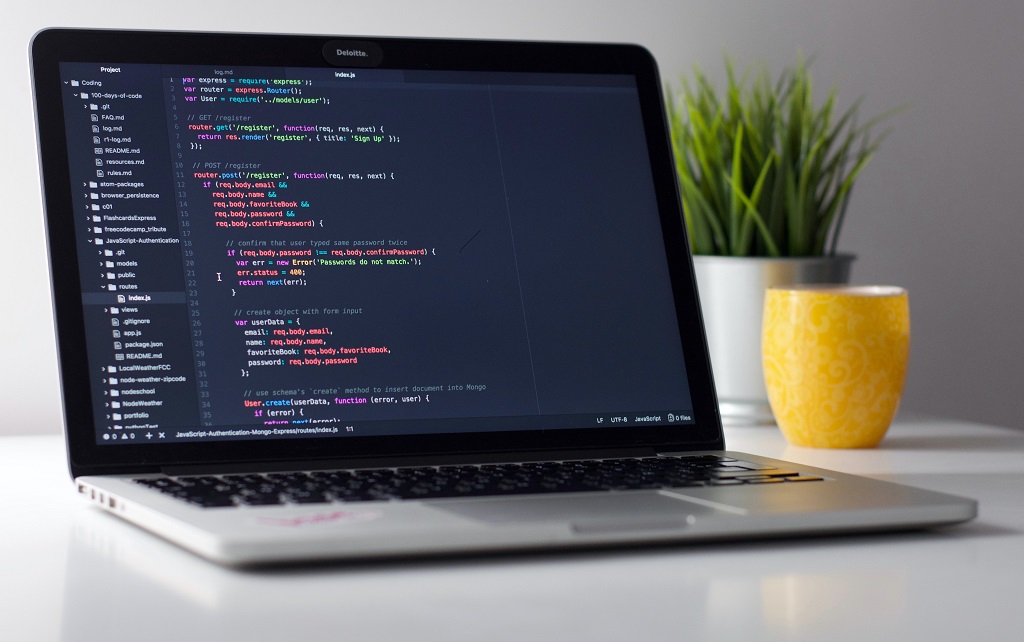 Deloitte.
Project
Coding
100-days-of-code
.git
FAQ.md
log.md
r1-log.md
README.md
resources.md
rules.md
atom-packages
browser_persistence
c01
FlashcardsExpress
freecodecamp_tribute
JavaScript-Authentication
.git
models
public
routes
index.js
views
.gitignore
app.js
package.json
README.md
LocalWeatherFCC
node-weather-zipcode
nodeschool
NodeWeather
portfolio
pythonTest
log.md
index.js
1 var express = require('express');
2 var router = express.Router();
3 var User = require('../models/user');
4
5 // GET /register
6 router.get('/register', function(req, res, next) {
7 return res.render('register', { title: 'Sign Up' });
8 });
9
10 // POST /register
11 router.post('/register', function(req, res, next) {
12 if (req.body.email &&
13 req.body.name &&
14 req.body.favoriteBook &&
15 req.body.password &&
16 req.body.confirmPassword) {
17
18 // confirm that user typed same password twice
19 if (req.body.password !== req.body.confirmPassword) {
20 var err = new Error('Passwords do not match.');
21 err.status = 400;
22 return next(err);
23 }
24
25 // create object with form input
26 var userData = {
27 email: req.body.email,
28 name: req.body.name,
29 favoriteBook: req.body.favoriteBook,
30 password: req.body.password
31 };
32
33 // use schema's `create` method to insert document into Mongo
34 User.create(userData, function (error, user) {
35 if (error) {
return next(error);
0 0 JavaScript-Authentication-Mongo-Express/routes/index.js 1:1 LF UTF-8 JavaScript 0 files